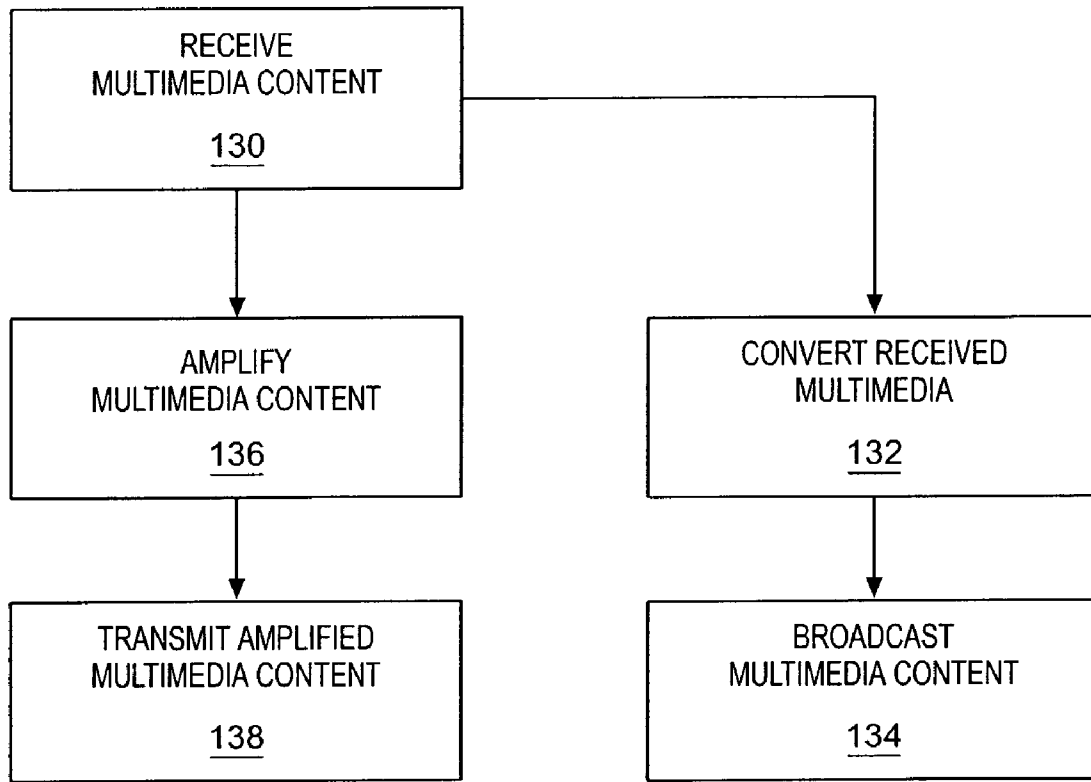 RECEIVE
MULTIMEDIA CONTENT
130
AMPLIFY
MULTIMEDIA CONTENT
136
CONVERT RECEIVED
MULTIMEDIA
132
TRANSMIT AMPLIFIED
MULTIMEDIA CONTENT
138
BROADCAST
MULTIMEDIA CONTENT
134